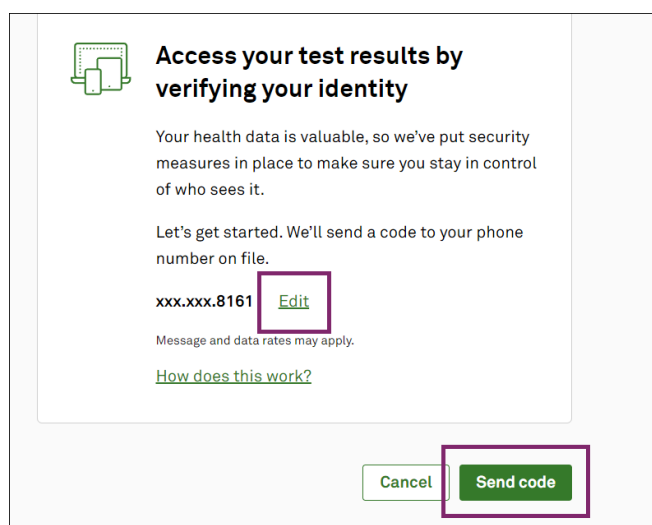 Access your test results by
verifying your identity
Your health data is valuable, so we’ve put security
measures in place to make sure you stay in control
of who sees it.
Let’s get started. We’ll send a code to your phone
number on file.
xxx.xxx.8161 Edit
Message and data rates may apply.
How does this work?
Cancel Send code